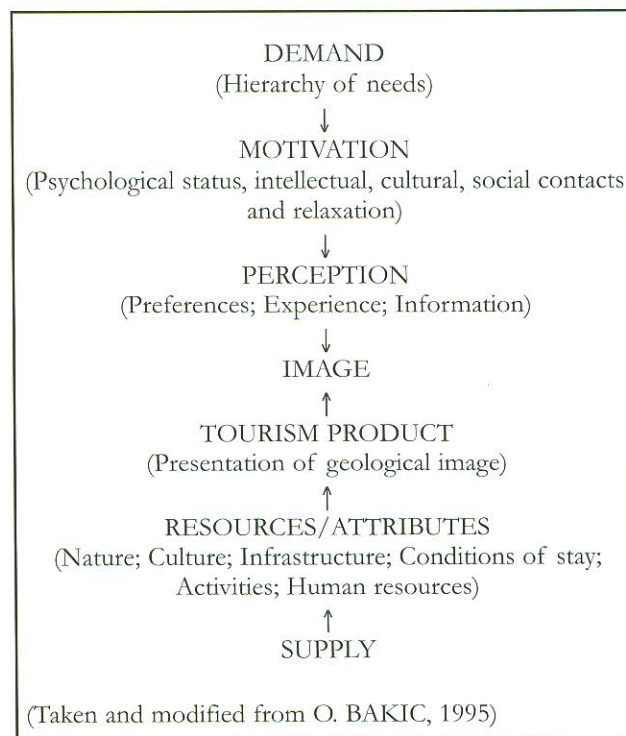 DEMAND
(Hierarchy of needs)
↓
MOTIVATION
(Psychological status, intellectual, cultural, social contacts
and relaxation)
↓
PERCEPTION
(Preferences; Experience; Information)
↓
IMAGE
↑
TOURISM PRODUCT
(Presentation of geological image)
↑
RESOURCES/ATTRIBUTES
(Nature; Culture; Infrastructure; Conditions of stay;
Activities; Human resources)
↑
SUPPLY
(Taken and modified from O. BAKIC, 1995)